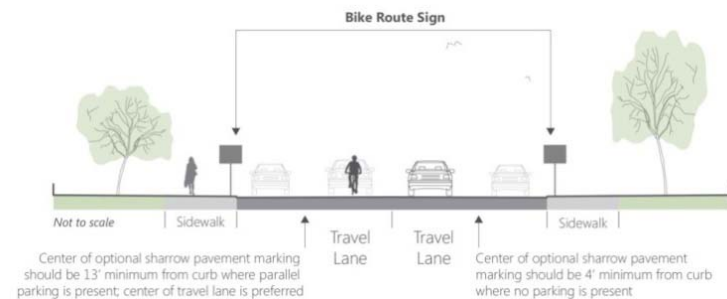 Bike Route Sign
Not to scale
Sidewalk
Travel
Lane
Travel
Lane
Sidewalk
Center of optional sharrow pavement marking
should be 13' minimum from curb where parallel
parking is present; center of travel lane is preferred
Center of optional sharrow pavement
marking should be 4' minimum from curb
where no parking is present